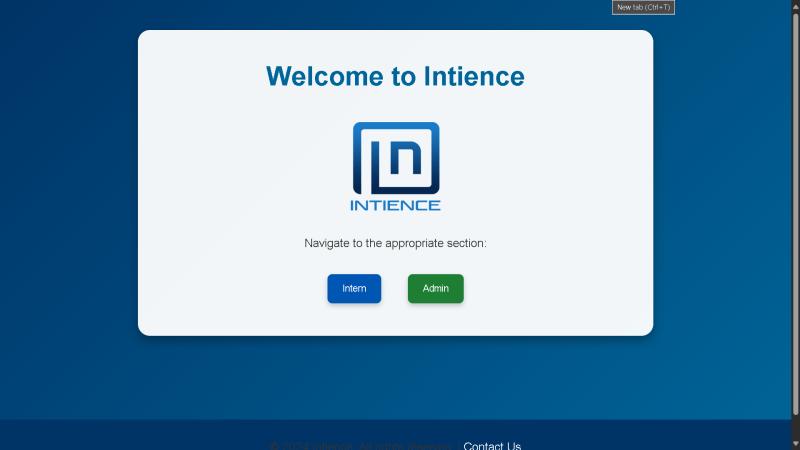 New tab (Ctrl+T)
Welcome to Intience
In
INTIENCE
Navigate to the appropriate section:
Intern Admin
© 2024 Intience. All rights reserved. | Contact Us